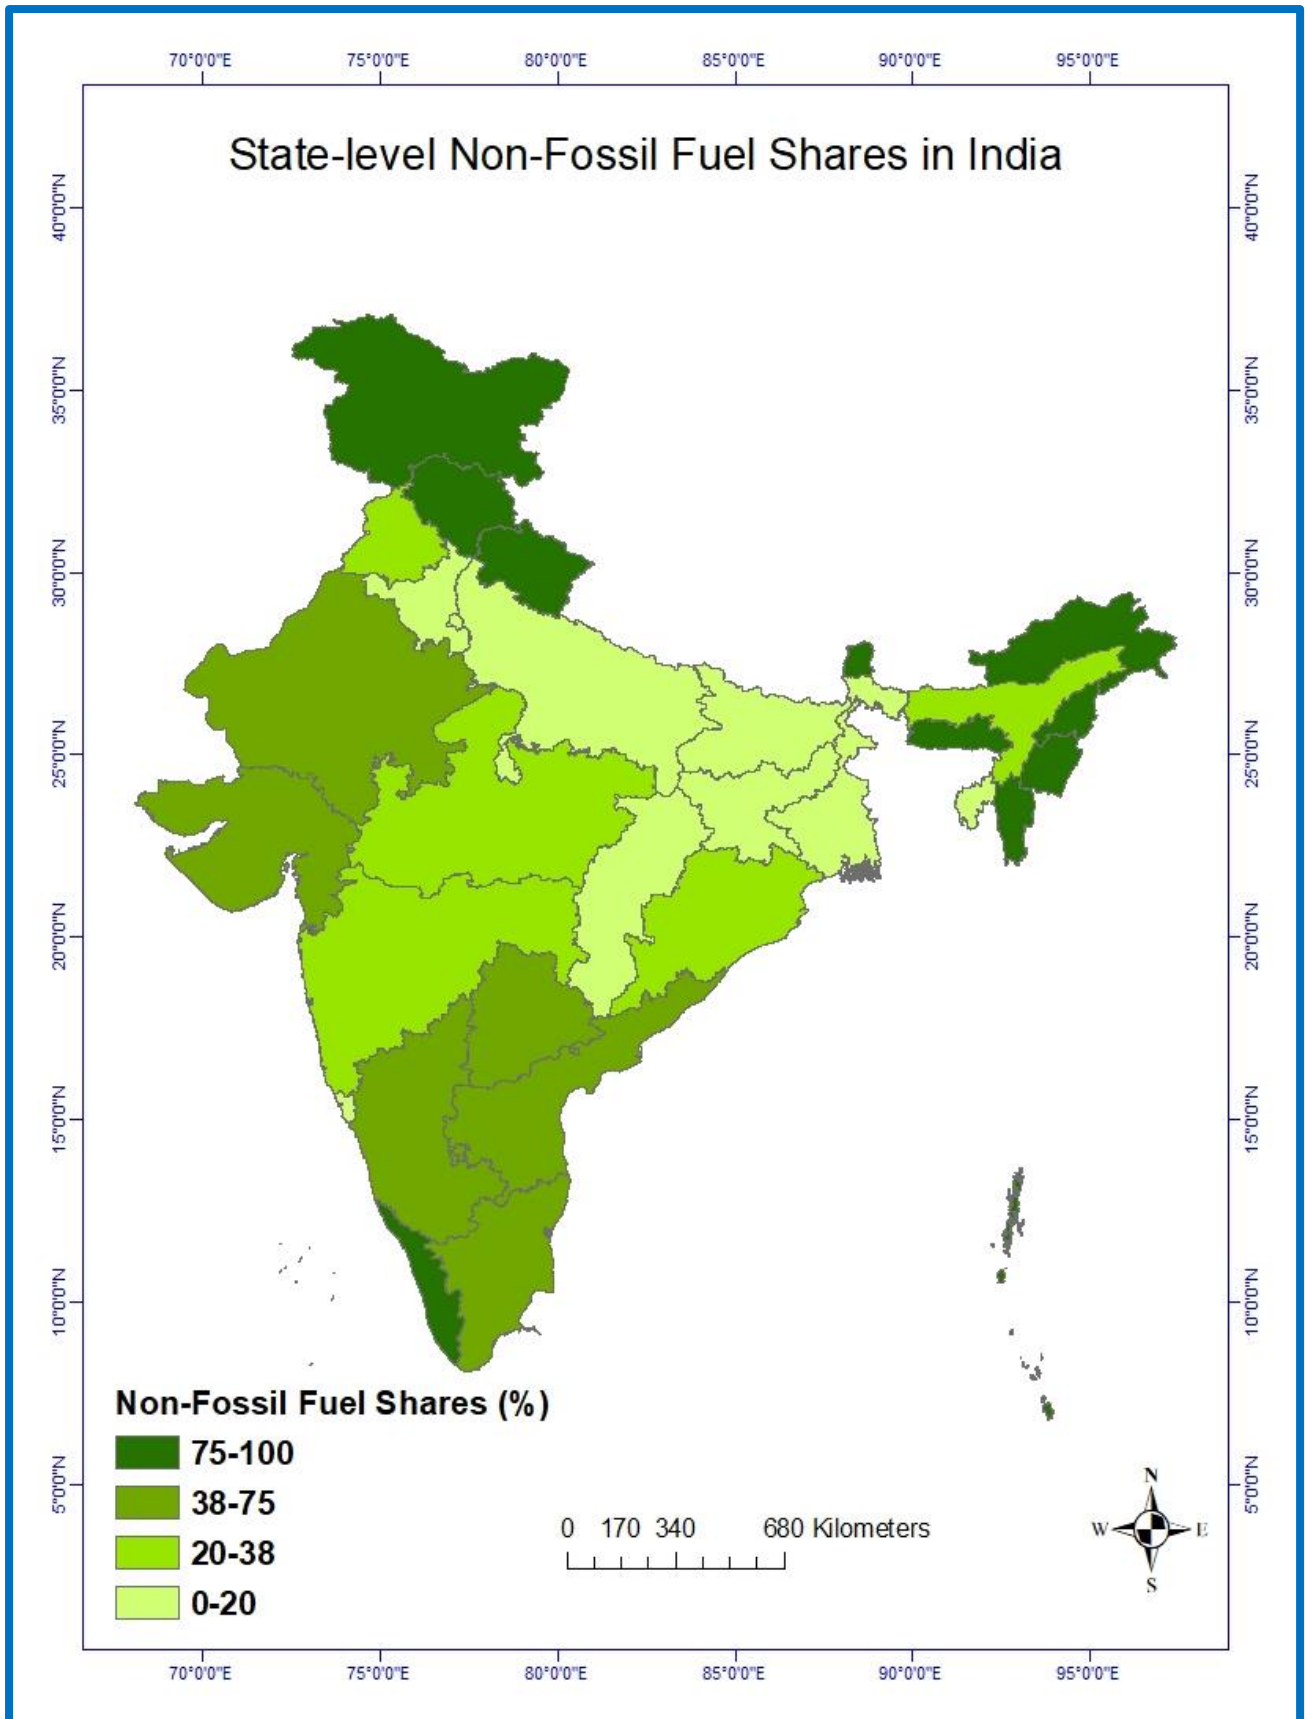 70°0'0"E 75°0'0"E 80°0'0"E 85°0'0"E 90°0'0"E 95°0'0"E
State-level Non-Fossil Fuel Shares in India
40°0'0"N 40°0'0"N
35°0'0"N 35°0'0"N
30°0'0"N 30°0'0"N
25°0'0"N 25°0'0"N
20°0'0"N 20°0'0"N
15°0'0"N 15°0'0"N
10°0'0"N 10°0'0"N
5°0'0"N 5°0'0"N
Non-Fossil Fuel Shares (%)
75-100
38-75
20-38
0-20
0 170 340 680 Kilometers
N
W E
S
70°0'0"E 75°0'0"E 80°0'0"E 85°0'0"E 90°0'0"E 95°0'0"E